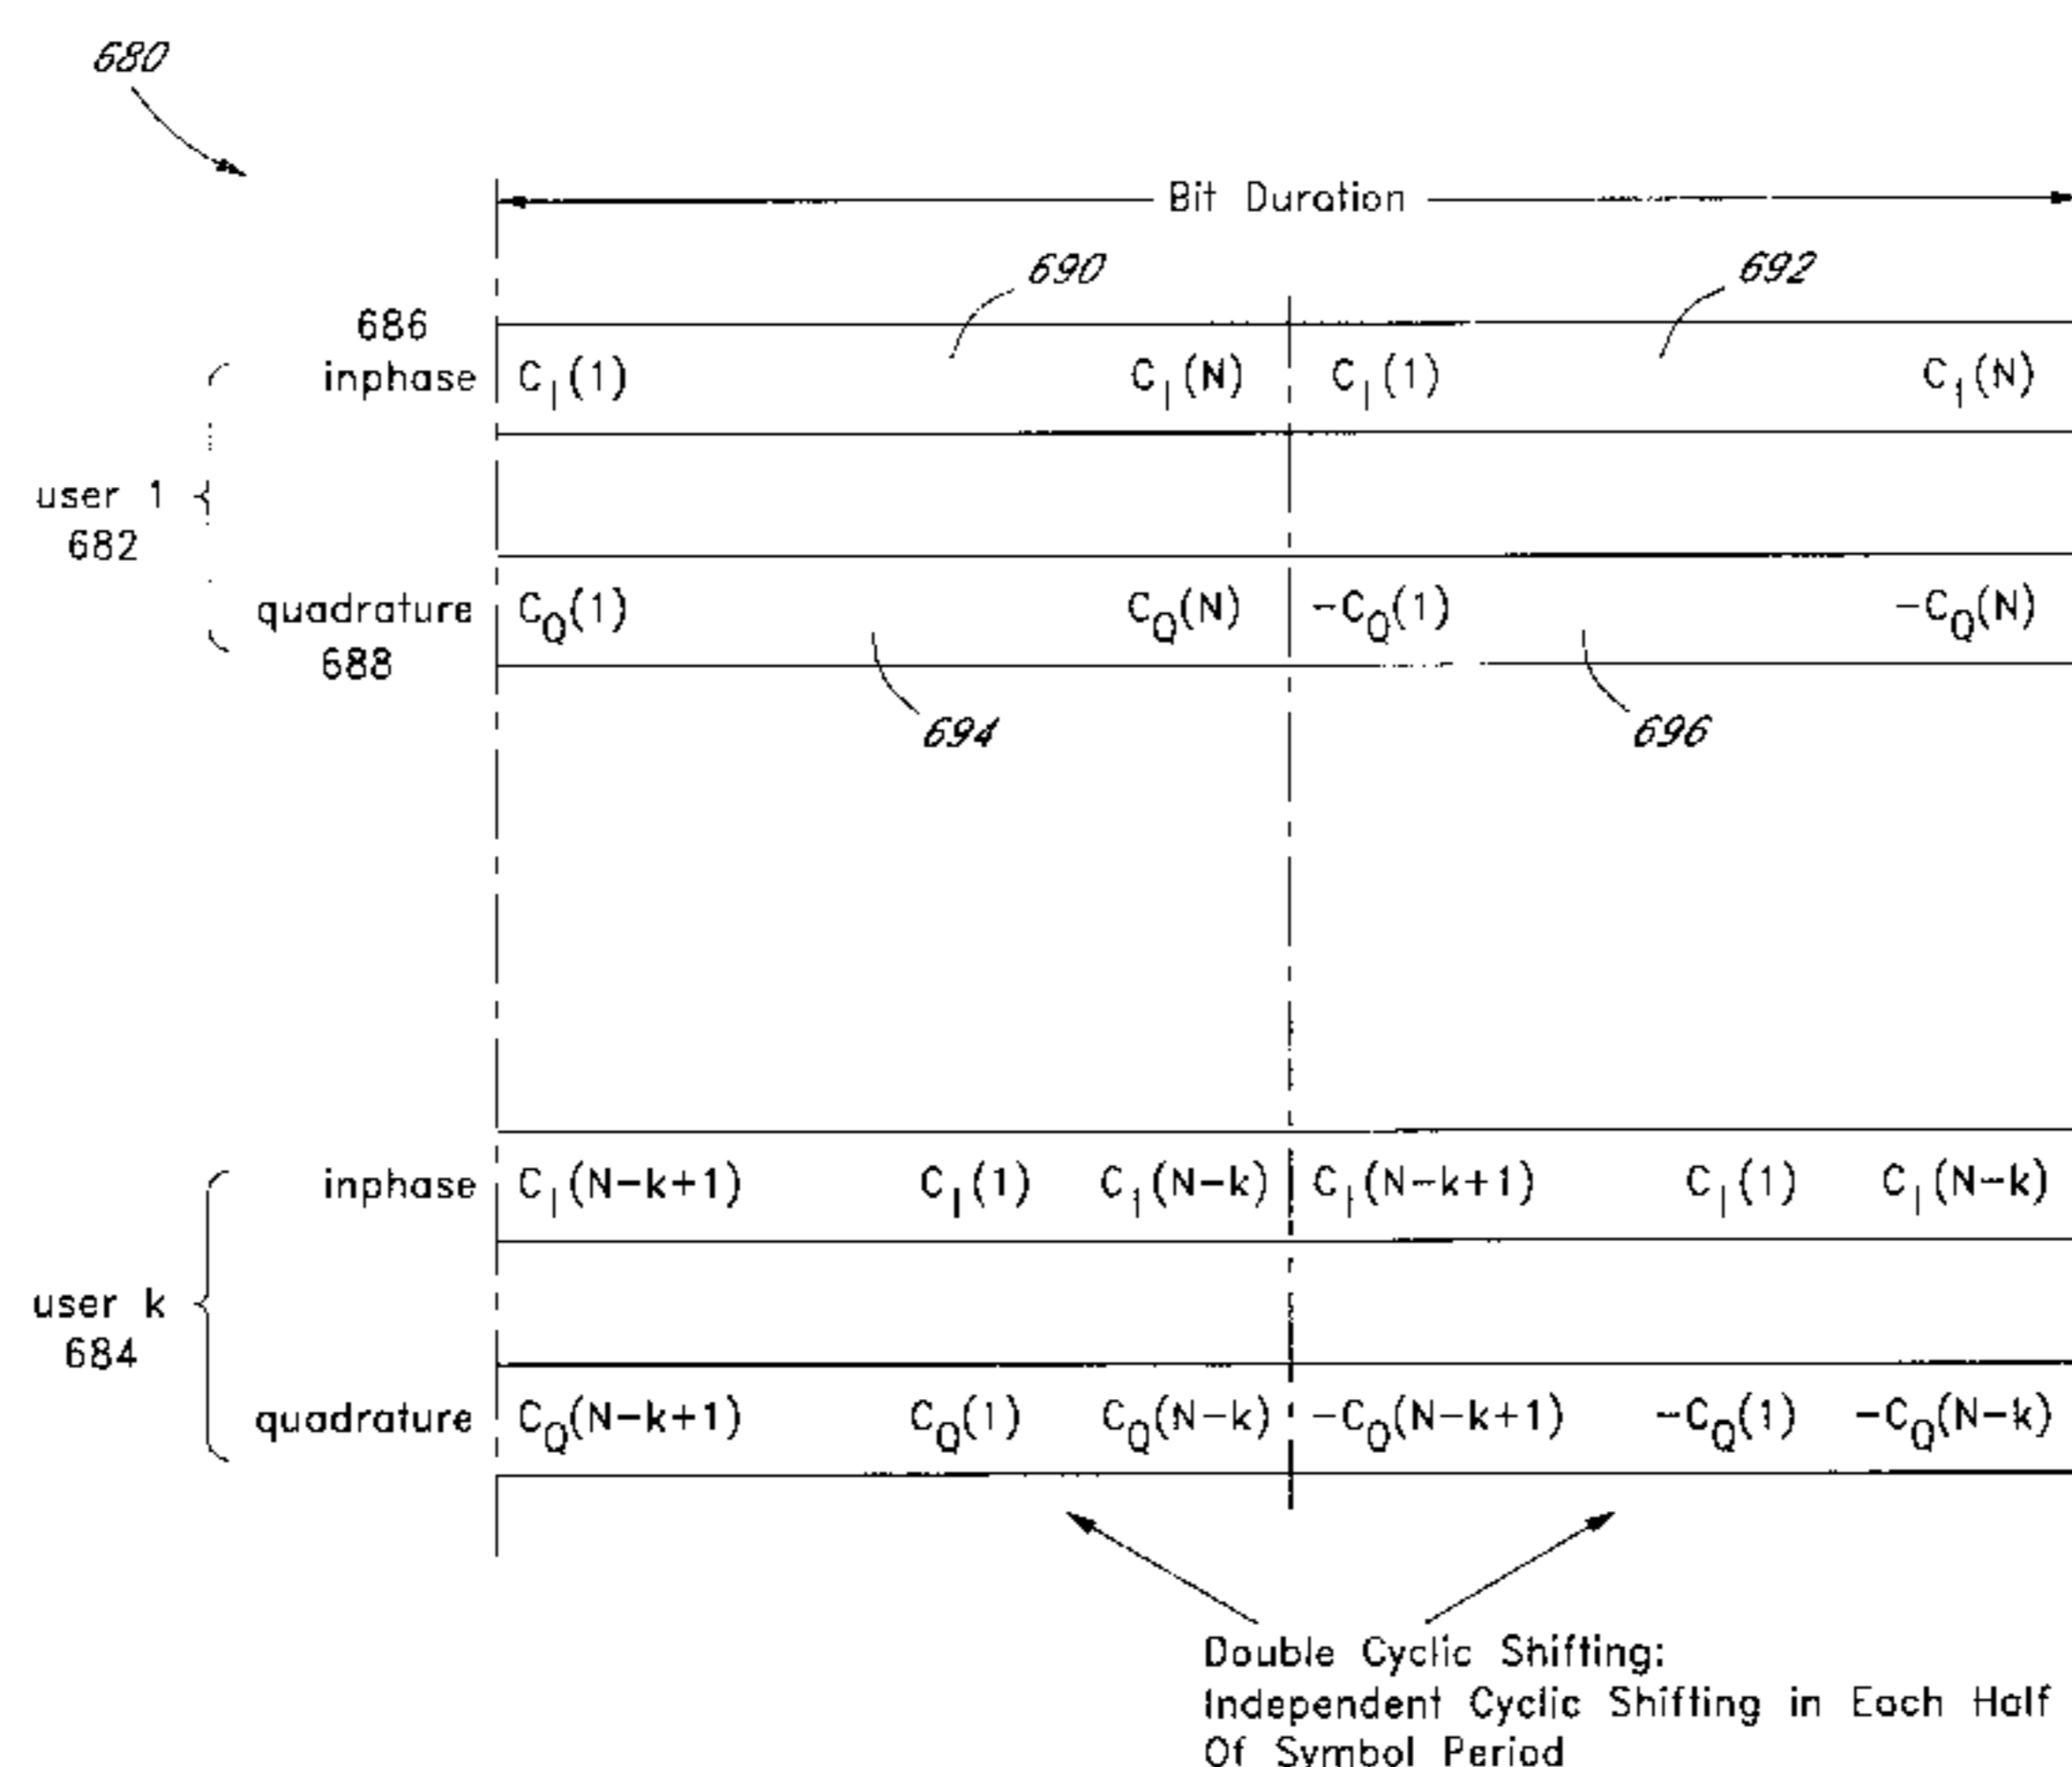 680
Bit Duration
690
692
686
inphase C_I(1) C_I(N) C_I(1) C_I(N)
user 1
682
quadrature C_Q(1) C_Q(N) -C_Q(1) -C_Q(N)
688
694
696
inphase C_I(N-k+1) C_I(1) C_I(N-k) C_I(N-k+1) C_I(1) C_I(N-k)
user k
684
quadrature C_Q(N-k+1) C_Q(1) C_Q(N-k) -C_Q(N-k+1) -C_Q(1) -C_Q(N-k)
Double Cyclic Shifting:
Independent Cyclic Shifting in Each Half
Of Symbol Period